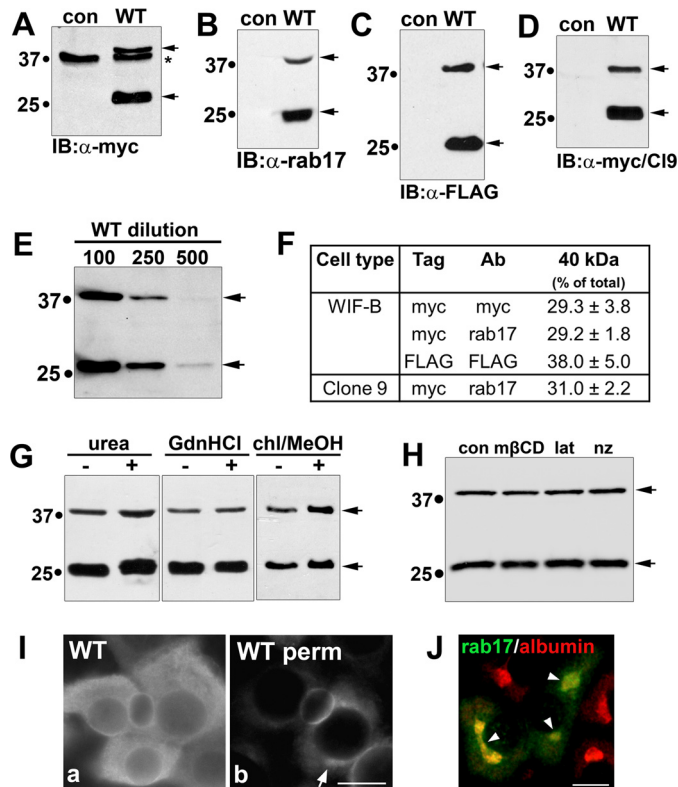 A
con WT
37
*
25
IB:α-myc
B
con WT
37
25
IB:α-rab17
C
con WT
37
25
IB:α-FLAG
D
con WT
37
25
IB:α-myc/Cl9
E
WT dilution
100 250 500
37
25
F
Cell type Tag Ab 40 kDa
(% of total)
WIF-B myc myc 29.3 ± 3.8
myc rab17 29.2 ± 1.8
FLAG FLAG 38.0 ± 5.0
Clone 9 myc rab17 31.0 ± 2.2
G
urea GdnHCl chl/MeOH
- + - + - +
37
25
H
con mβCD lat nz
37
25
I
WT
a
WT perm
b
J
rab17/albumin